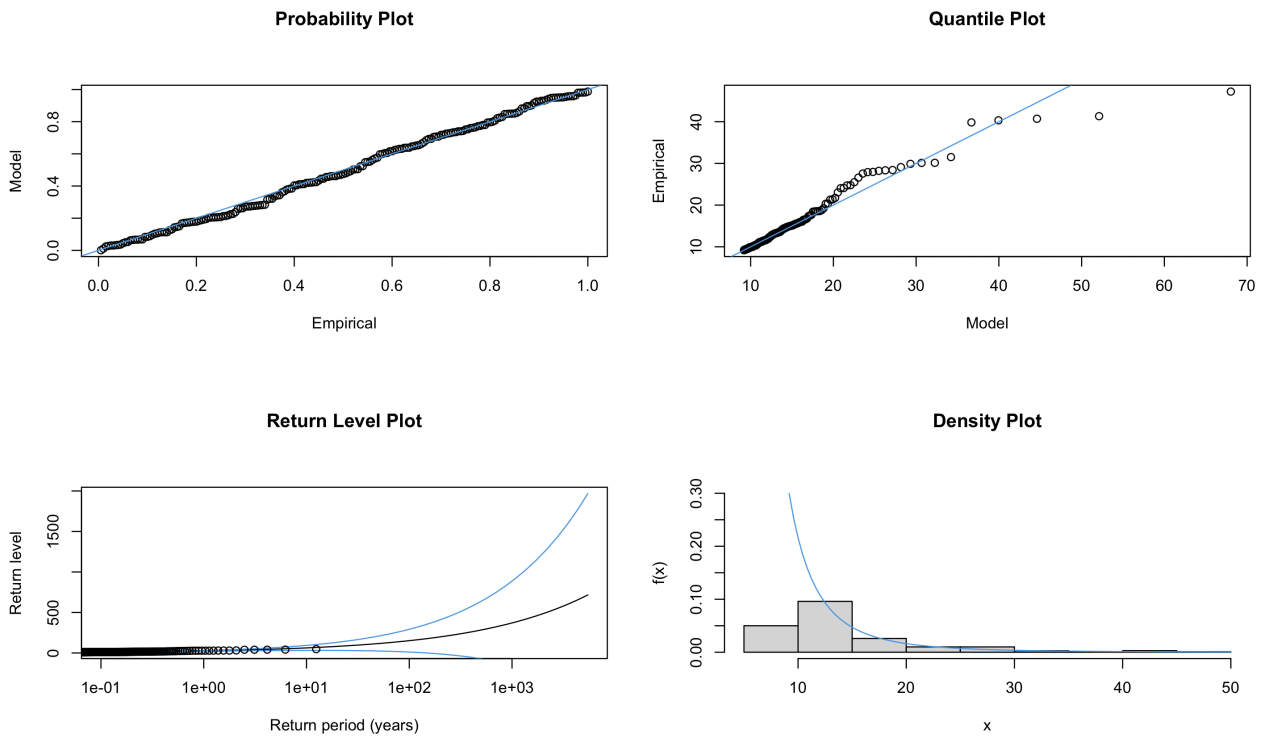 Probability Plot
Model
0.0 0.4 0.8
0.0 0.2 0.4 0.6 0.8 1.0
Empirical
Quantile Plot
Empirical
10 20 30 40
10 20 30 40 50 60 70
Model
Return Level Plot
Return level
0 500 1500
1e-01 1e+00 1e+01 1e+02 1e+03
Return period (years)
Density Plot
f(x)
0.00 0.10 0.20 0.30
10 20 30 40 50
x